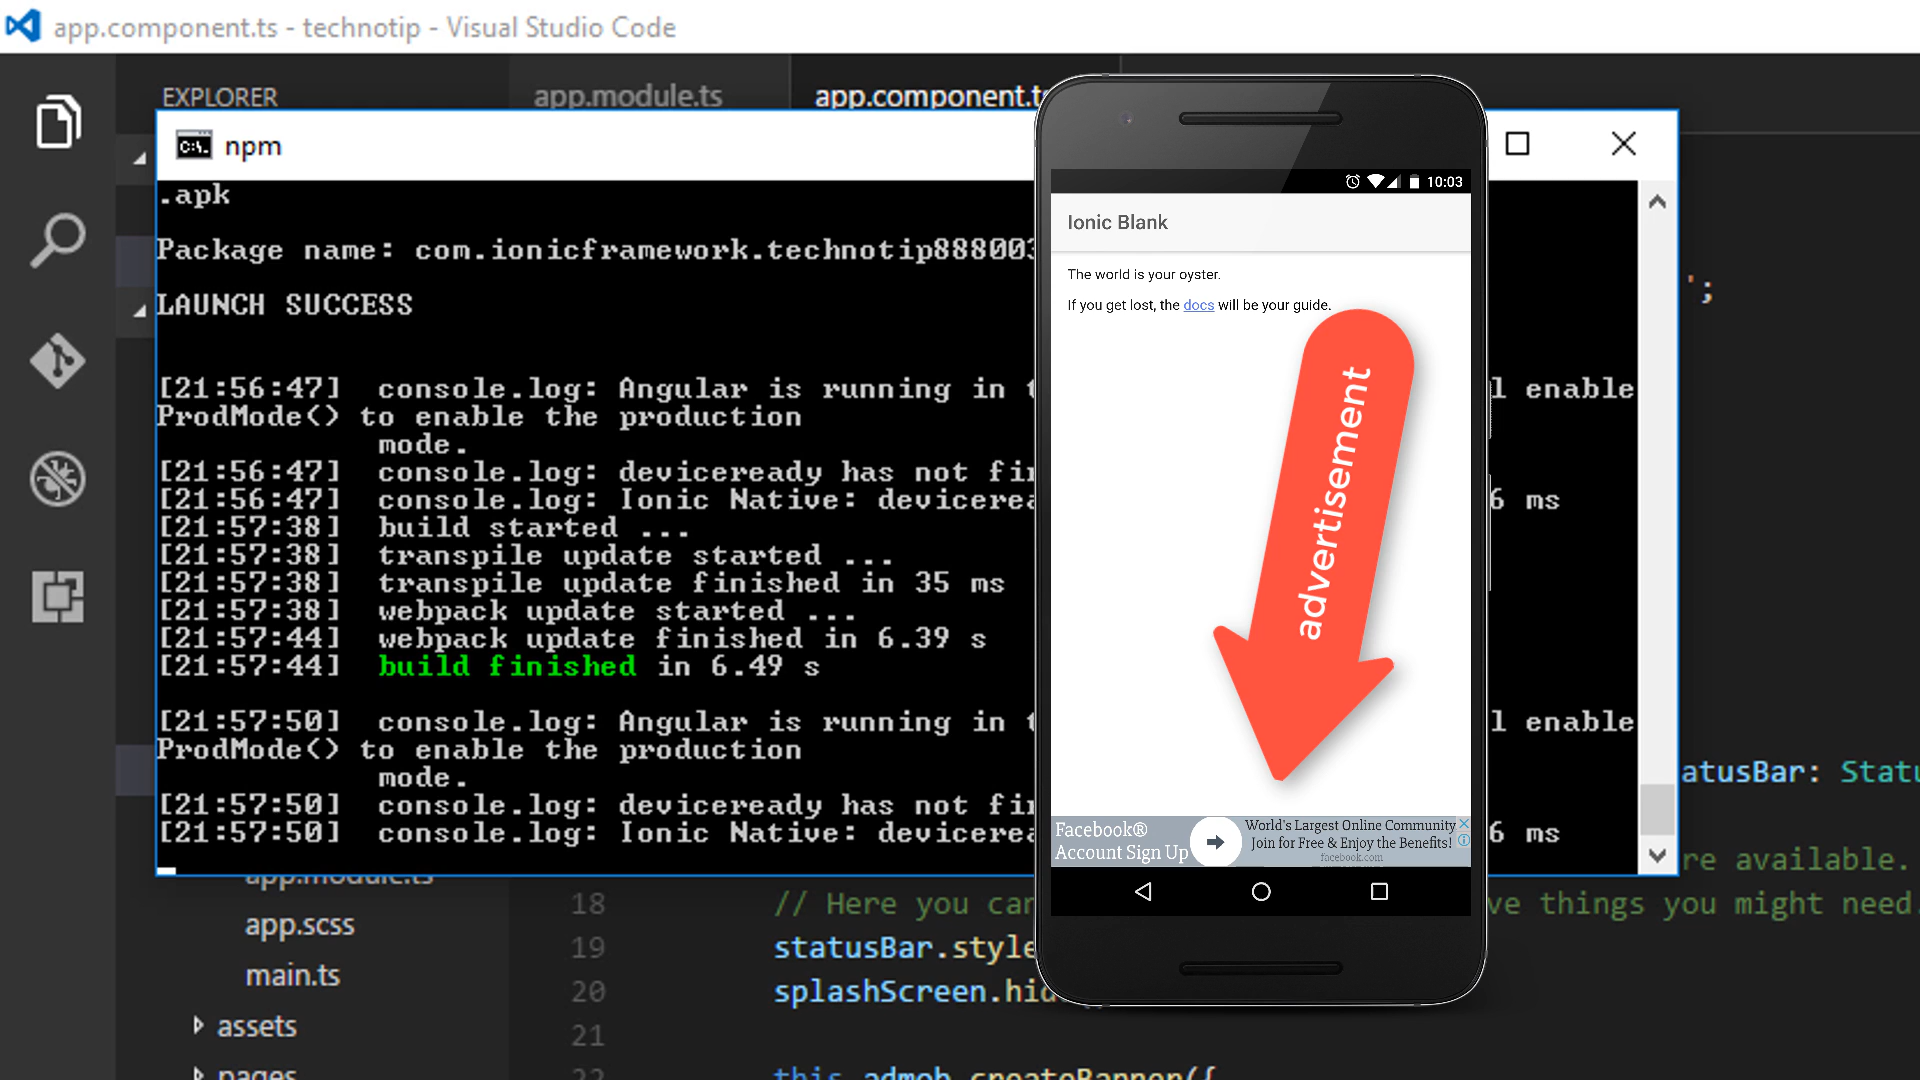 app.component.ts - technotip - Visual Studio Code
EXPLORER
app.module.ts
app.component.ts
npm
.apk
Package name: com.ionicframework.technotip888003
LAUNCH SUCCESS
[21:56:47] console.log: Angular is running in enable
ProdMode() to enable the production
mode.
[21:56:47] console.log: deviceready has not
[21:56:47] console.log: Ionic Native: 6 ms
[21:57:38] build started ...
[21:57:38] transpile update started ...
[21:57:38] transpile update finished in 35 ms
[21:57:38] webpack update started ...
[21:57:44] webpack update finished in 6.39 s
[21:57:44] build finished in 6.49 s
[21:57:50] console.log: Angular is running in enable
ProdMode() to enable the production
mode.
[21:57:50] console.log: deviceready has not
[21:57:50] console.log: Ionic Native: 6 ms
10:03
Ionic Blank
The world is your oyster.
If you get lost, the docs will be your guide.
advertisement
Facebook®
Account Sign Up
World's Largest Online Community
Join for Free & Enjoy the Benefits!
facebook.com
';
atusBar: Statu
re available.
app.module.ts
app.scss
main.ts
assets
pages
18 // Here you can ve things you might need.
19 statusBar.style
20 splashScreen.hid
21
22 this.admob.createBanner({